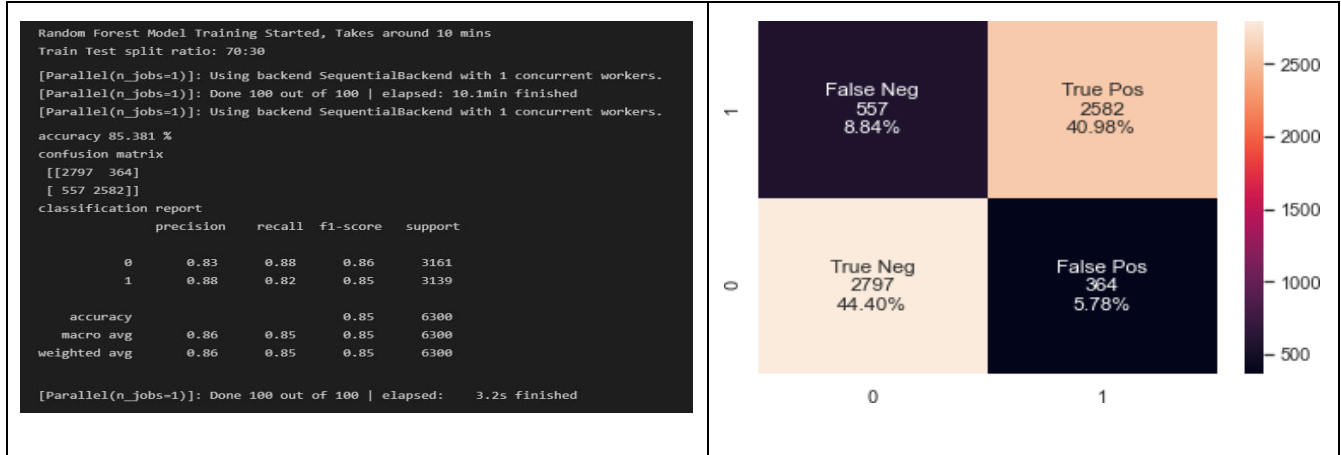 Random Forest Model Training Started, Takes around 10 mins
Train Test split ratio: 70:30
[Parallel(n_jobs=1)]: Using backend SequentialBackend with 1 concurrent workers.
[Parallel(n_jobs=1)]: Done 100 out of 100 | elapsed: 10.1min finished
[Parallel(n_jobs=1)]: Using backend SequentialBackend with 1 concurrent workers.
accuracy 85.381 %
confusion matrix
[[2797 364]
[ 557 2582]]
classification report
precision recall f1-score support
0 0.83 0.88 0.86 3161
1 0.88 0.82 0.85 3139
accuracy 0.85 6300
macro avg 0.86 0.85 0.85 6300
weighted avg 0.86 0.85 0.85 6300
[Parallel(n_jobs=1)]: Done 100 out of 100 | elapsed: 3.2s finished
1
False Neg
557
8.84%
True Pos
2582
40.98%
0
True Neg
2797
44.40%
False Pos
364
5.78%
0 1
2500
2000
1500
1000
500